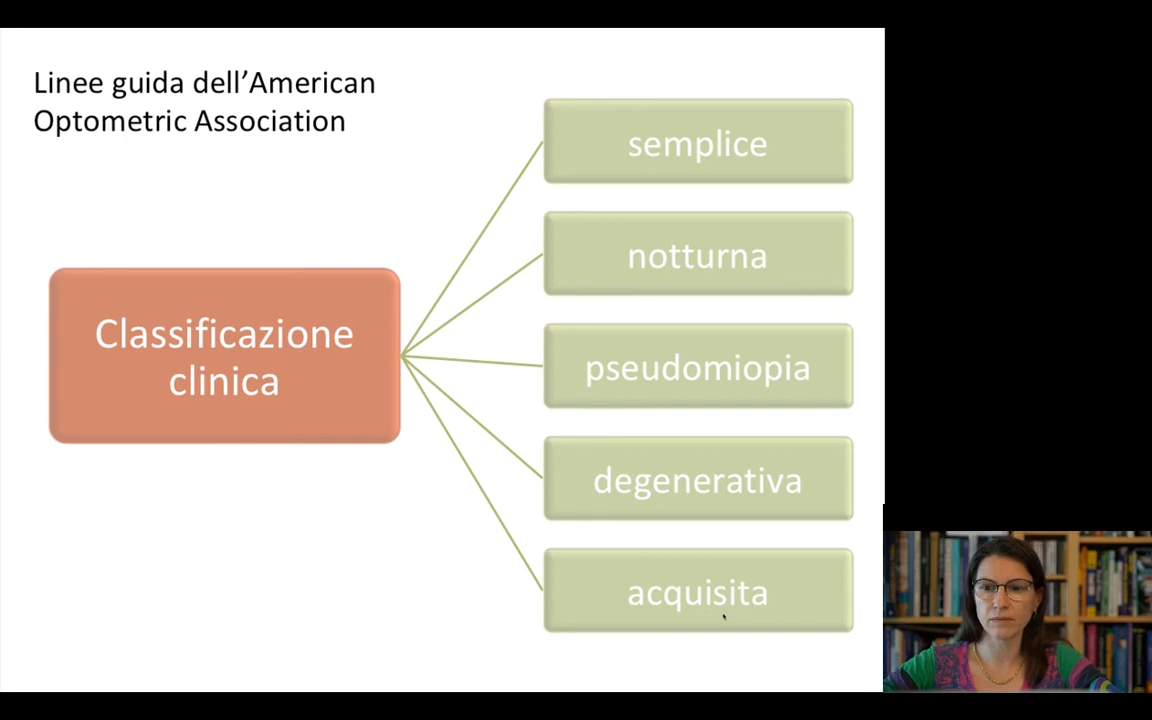 Linee guida dell’American
Optometric Association
Classificazione
clinica
semplice
notturna
pseudomiopia
degenerativa
acquisita